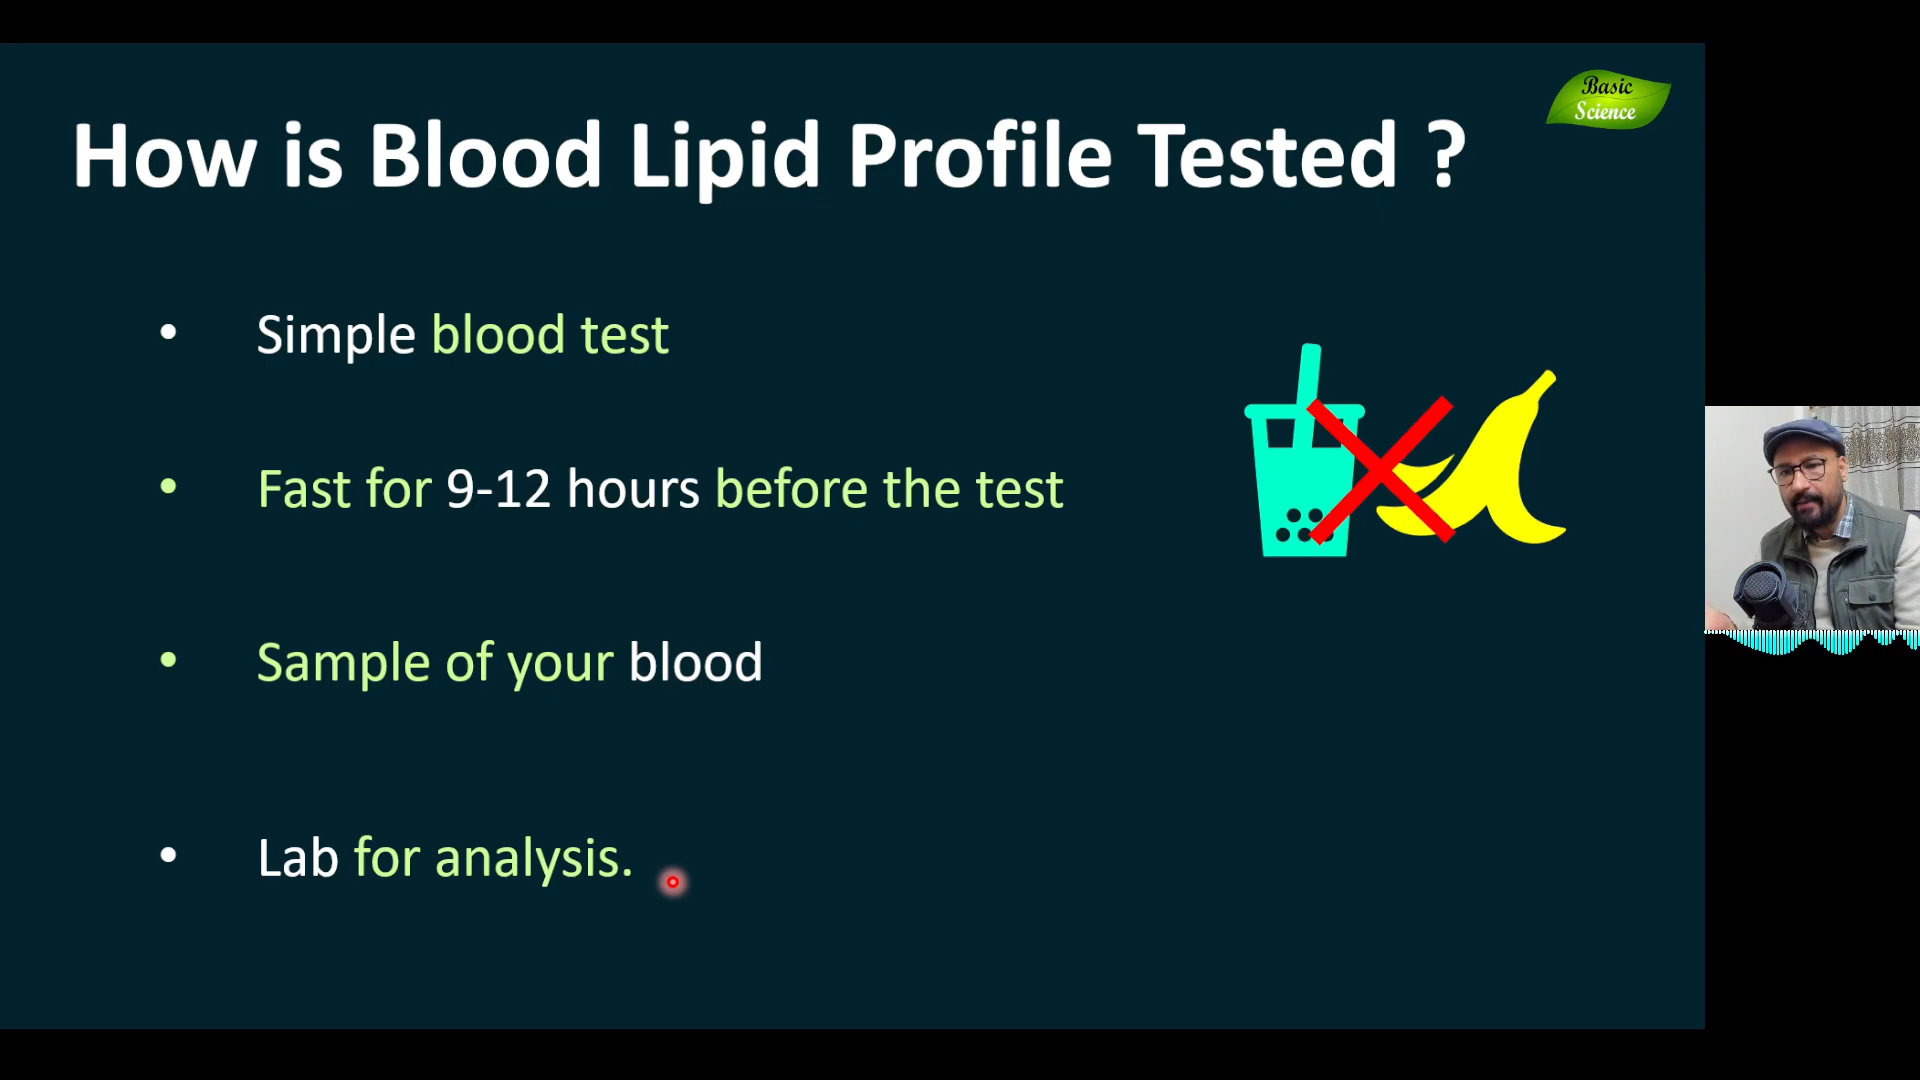 How is Blood Lipid Profile Tested ?
Basic
Science
• Simple blood test
• Fast for 9-12 hours before the test
• Sample of your blood
• Lab for analysis.